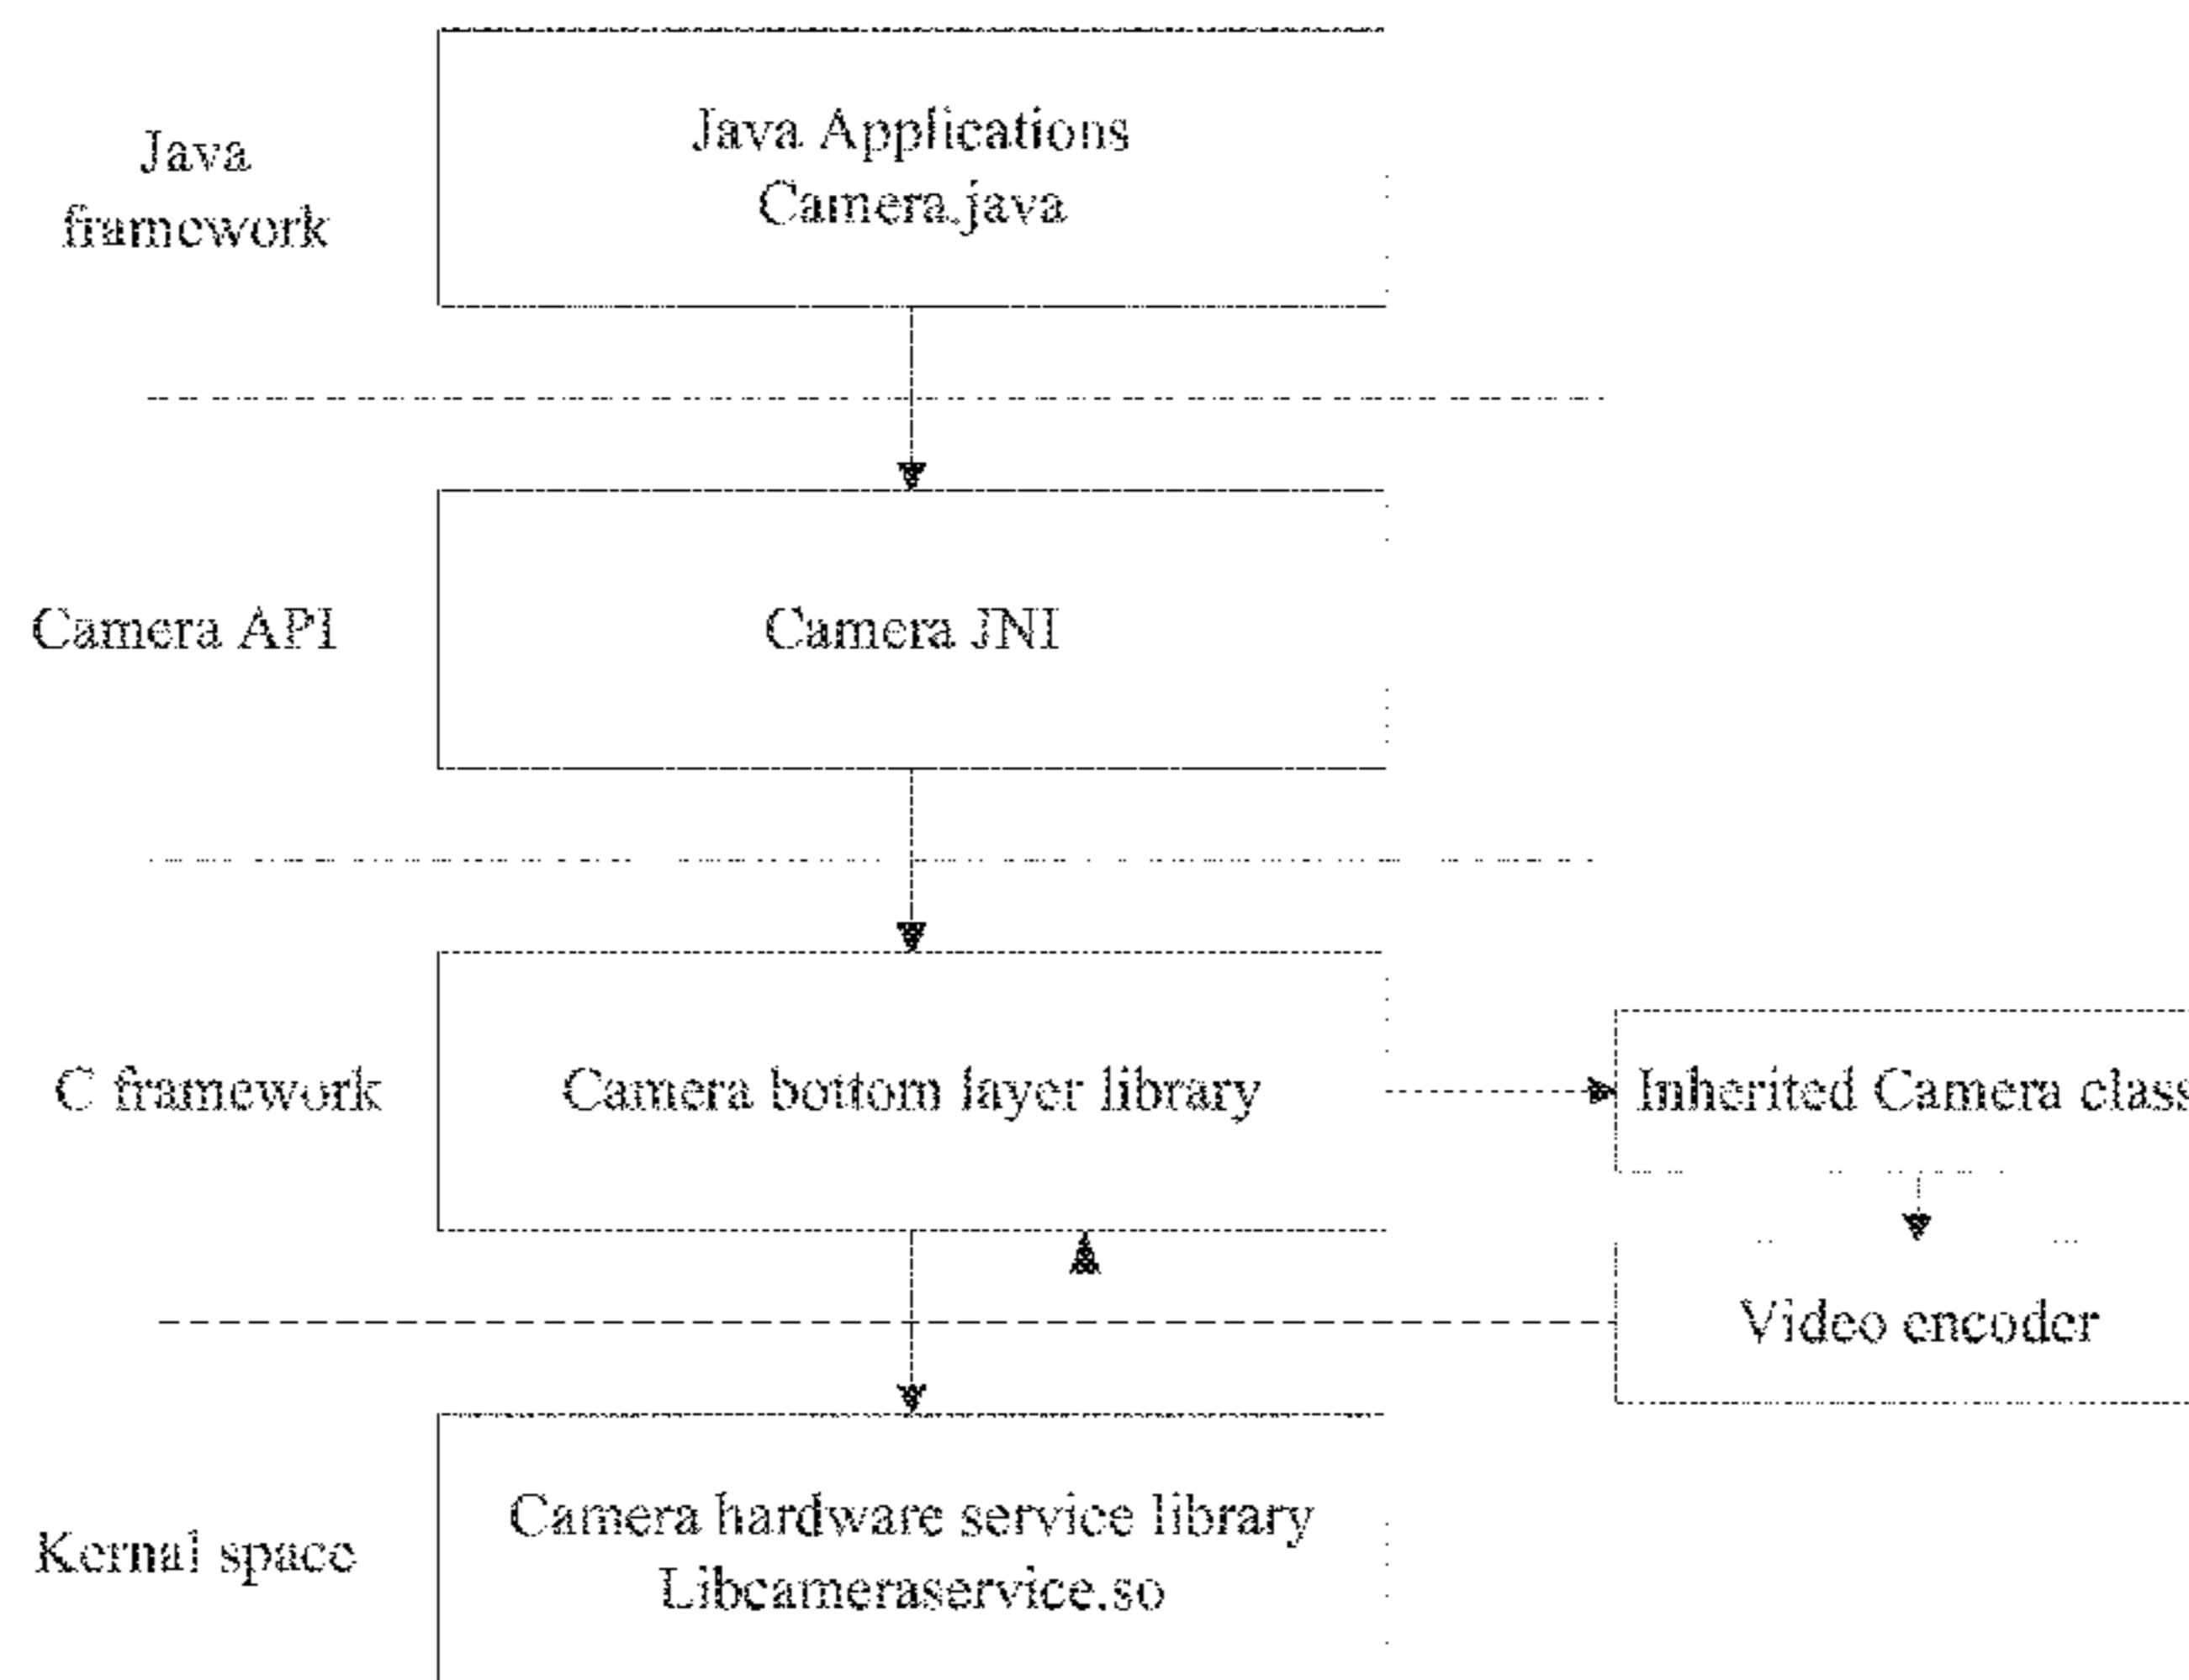 Java
framework
Java Applications
Camera.java
Camera API
Camera JNI
C framework
Camera bottom layer library
Inherited Camera class
Video encoder
Kernal space
Camera hardware service library
Libcameraservice.so